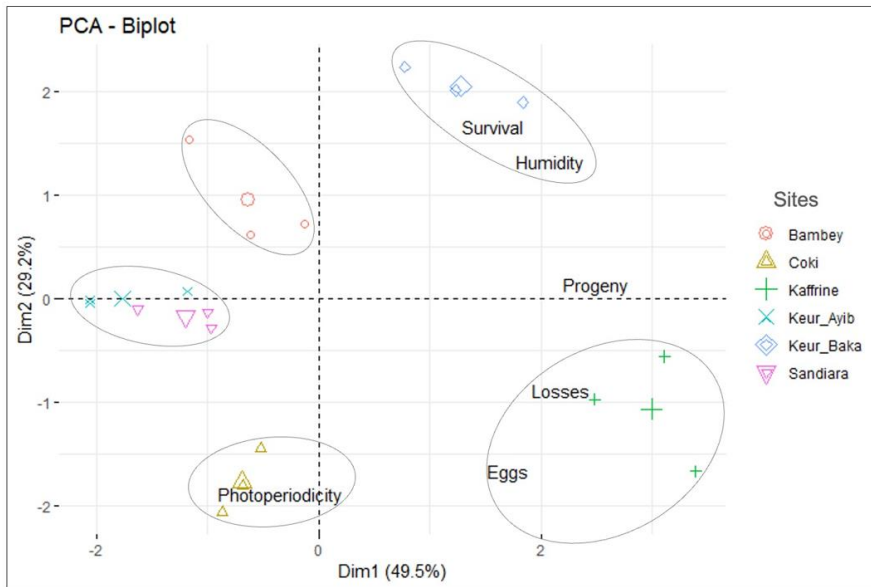 PCA - Biplot
2
Survival
Humidity
Sites
1
Bambey
Coki
Progeny
Kaffrine
0
Keur_Ayib
Keur_Baka
Sandiara
Dim2 (29.2%)
Losses
-1
Eggs
Photoperiodicity
-2
-2
0
2
Dim1 (49.5%)